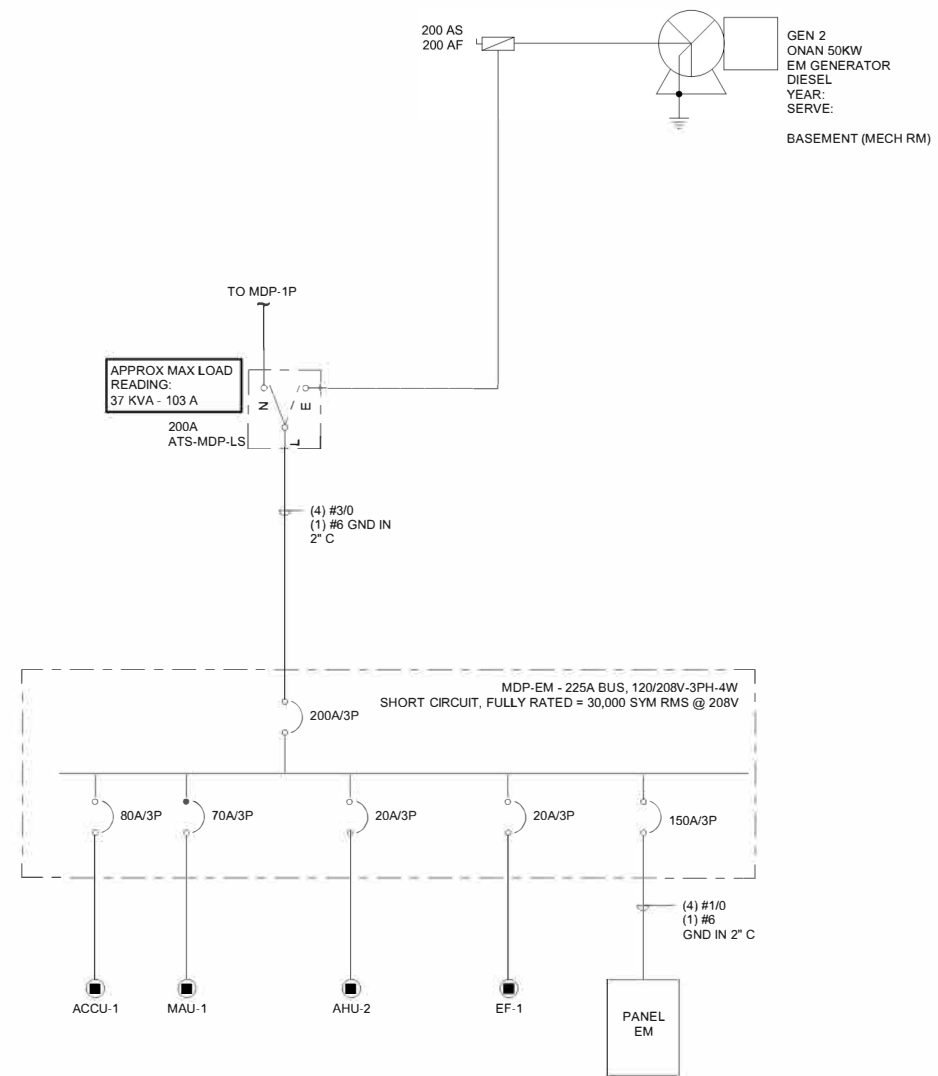 200 AS
200 AF
GEN 2
ONAN 50KW
EM GENERATOR
DIESEL
YEAR:
SERVE:
BASEMENT (MECH RM)
TO MDP-1P
APPROX MAX LOAD
READING:
37 KVA - 103 A
N
E
L
200A
ATS-MDP-LS
(4) #3/0
(1) #6 GND IN
2" C
MDP-EM - 225A BUS, 120/208V-3PH-4W
SHORT CIRCUIT, FULLY RATED = 30,000 SYM RMS @ 208V
200A/3P
80A/3P
70A/3P
20A/3P
20A/3P
150A/3P
(4) #1/0
(1) #6
GND IN 2" C
ACCU-1
MAU-1
AHU-2
EF-1
PANEL
EM